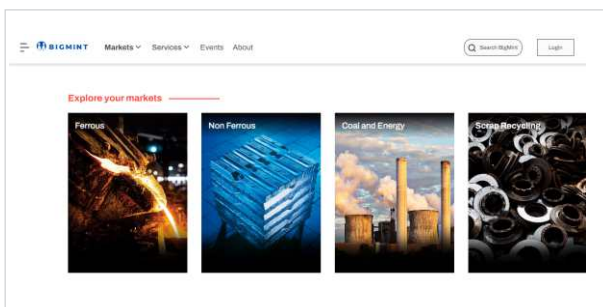 BIGMINT Markets Services Events About Search BigMint Login
Explore your markets
Ferrous Non Ferrous Coal and Energy Scrap Recycling